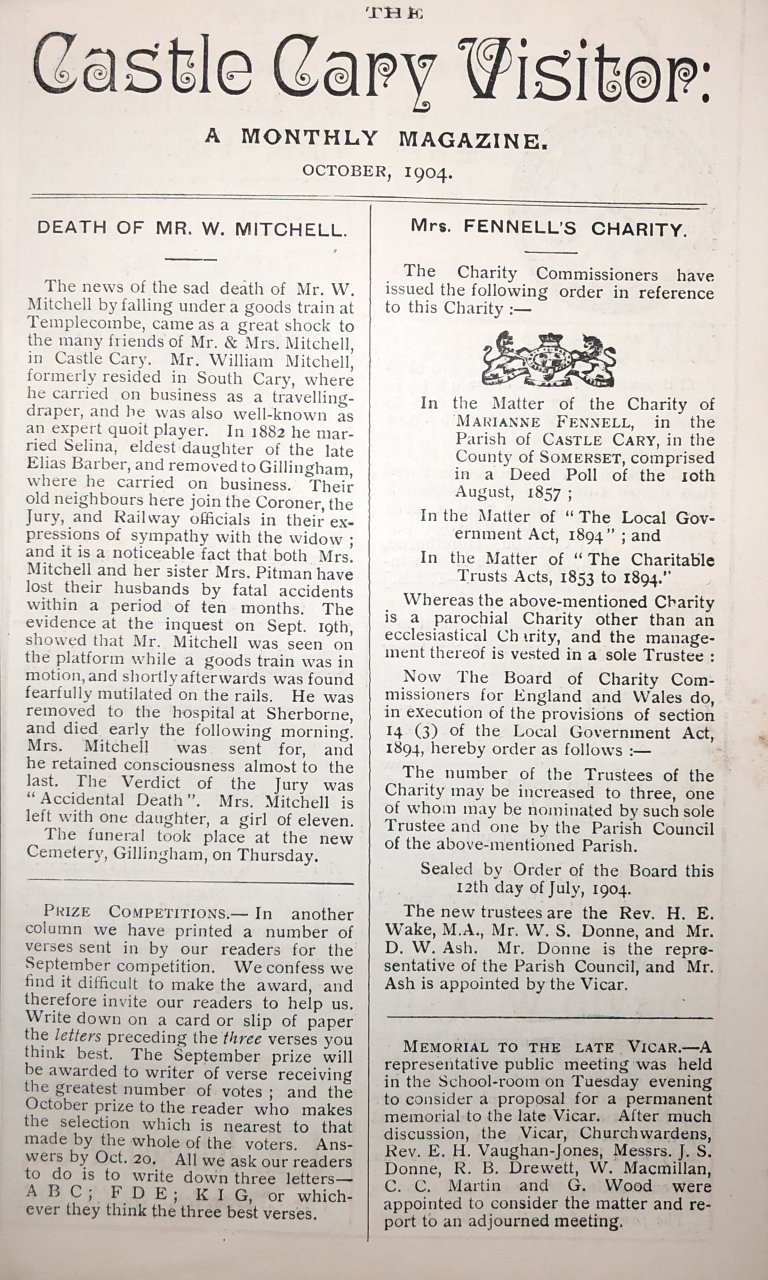 THE
Castle Cary Visitor:
A MONTHLY MAGAZINE.
OCTOBER, 1904.
DEATH OF MR. W. MITCHELL.
The news of the sad death of Mr. W.
Mitchell by falling under a goods train at
Templecombe, came as a great shock to
the many friends of Mr. & Mrs. Mitchell,
in Castle Cary. Mr. William Mitchell,
formerly resided in South Cary, where
he carried on business as a travelling-
draper, and he was also well-known as
an expert quoit player. In 1882 he mar-
ried Selina, eldest daughter of the late
Elias Barber, and removed to Gillingham,
where he carried on business. Their
old neighbours here join the Coroner, the
Jury, and Railway officials in their ex-
pressions of sympathy with the widow ;
and it is a noticeable fact that both Mrs.
Mitchell and her sister Mrs. Pitman have
lost their husbands by fatal accidents
within a period of ten months. The
evidence at the inquest on Sept. 19th,
showed that Mr. Mitchell was seen on
the platform while a goods train was in
motion, and shortly afterwards was found
fearfully mutilated on the rails. He was
removed to the hospital at Sherborne,
and died early the following morning.
Mrs. Mitchell was sent for, and
he retained consciousness almost to the
last. The Verdict of the Jury was
"Accidental Death". Mrs. Mitchell is
left with one daughter, a girl of eleven.
The funeral took place at the new
Cemetery, Gillingham, on Thursday.
PRIZE COMPETITIONS.— In another
column we have printed a number of
verses sent in by our readers for the
September competition. We confess we
find it difficult to make the award, and
therefore invite our readers to help us.
Write down on a card or slip of paper
the letters preceding the three verses you
think best. The September prize will
be awarded to writer of verse receiving
the greatest number of votes ; and the
October prize to the reader who makes
the selection which is nearest to that
made by the whole of the voters. Ans-
wers by Oct. 20. All we ask our readers
to do is to write down three letters—
A B C ; F D E ; K I G, or which-
ever they think the three best verses.
Mrs. FENNELL'S CHARITY.
The Charity Commissioners have
issued the following order in reference
to this Charity :—
In the Matter of the Charity of
MARIANNE FENNELL, in the
Parish of CASTLE CARY, in the
County of SOMERSET, comprised
in a Deed Poll of the 10th
August, 1857 ;
In the Matter of "The Local Gov-
ernment Act, 1894" ; and
In the Matter of "The Charitable
Trusts Acts, 1853 to 1894."
Whereas the above-mentioned Charity
is a parochial Charity other than an
ecclesiastical Charity, and the manage-
ment thereof is vested in a sole Trustee :
Now The Board of Charity Com-
missioners for England and Wales do,
in execution of the provisions of section
14 (3) of the Local Government Act,
1894, hereby order as follows :—
The number of the Trustees of the
Charity may be increased to three, one
of whom may be nominated by such sole
Trustee and one by the Parish Council
of the above-mentioned Parish.
Sealed by Order of the Board this
12th day of July, 1904.
The new trustees are the Rev. H. E.
Wake, M.A., Mr. W. S. Donne, and Mr.
D. W. Ash. Mr. Donne is the repre-
sentative of the Parish Council, and Mr.
Ash is appointed by the Vicar.
MEMORIAL TO THE LATE VICAR.—A
representative public meeting was held
in the School-room on Tuesday evening
to consider a proposal for a permanent
memorial to the late Vicar. After much
discussion, the Vicar, Churchwardens,
Rev. E. H. Vaughan-Jones, Messrs. J. S.
Donne, R. B. Drewett, W. Macmillan,
C. C. Martin and G. Wood were
appointed to consider the matter and re-
port to an adjourned meeting.